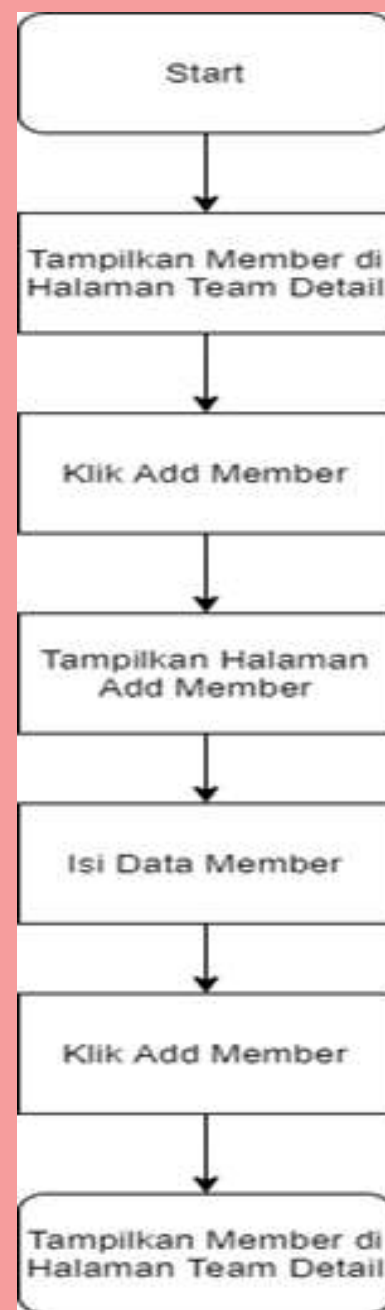 Start
Tampilkan Member di
Halaman Team Detail
Klik Add Member
Tampilkan Halaman
Add Member
Isi Data Member
Klik Add Member
Tampilkan Member di
Halaman Team Detail